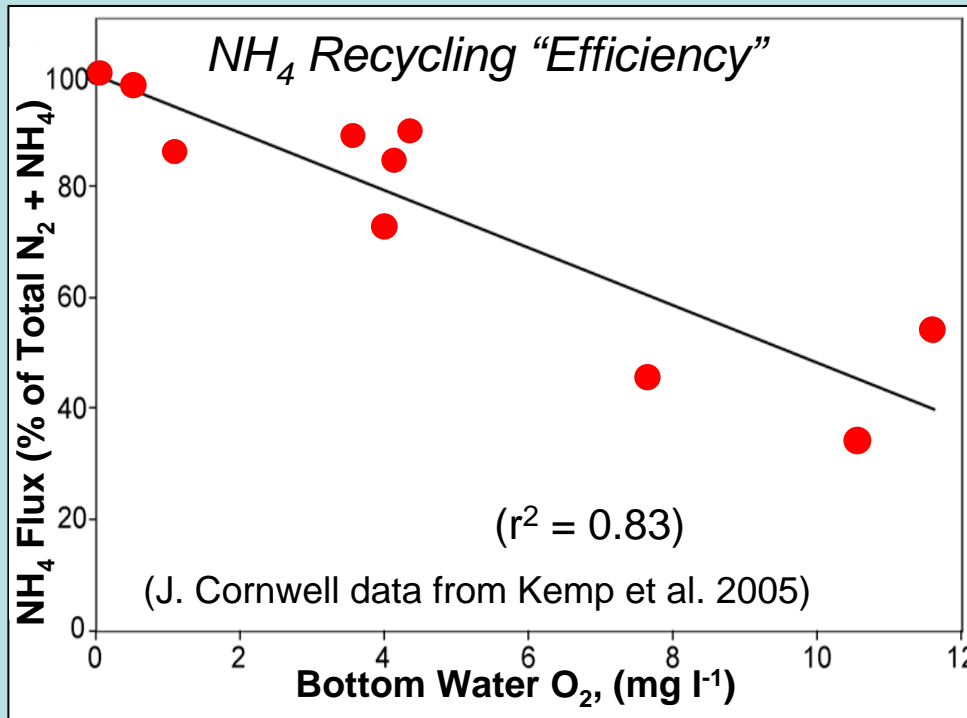 NH₄ Recycling “Efficiency”
NH₄ Flux (% of Total N₂ + NH₄)
100
80
60
40
20
0
(r² = 0.83)
(J. Cornwell data from Kemp et al. 2005)
0 2 4 6 8 10 12
Bottom Water O₂, (mg l⁻¹)